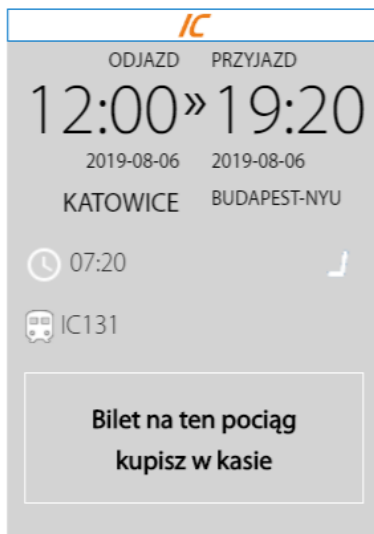 IC
ODJAZD PRZYJAZD
12:00 » 19:20
2019-08-06 2019-08-06
KATOWICE BUDAPEST-NYU
07:20
IC131
Bilet na ten pociąg
kupisz w kasie